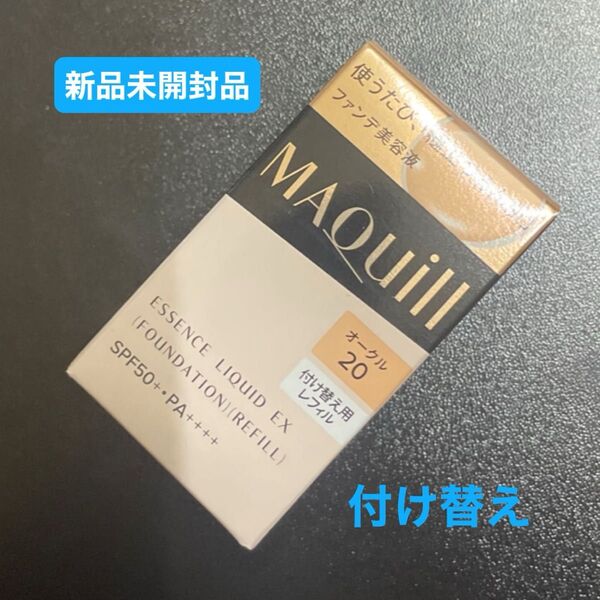 新品未開封品
使うたび、
ファンデ美容液
MAQuill
オークル
20
付け替え用
レフィル
ESSENCE LIQUID EX
(FOUNDATION)(REFILL)
SPF50+・PA++++
付け替え